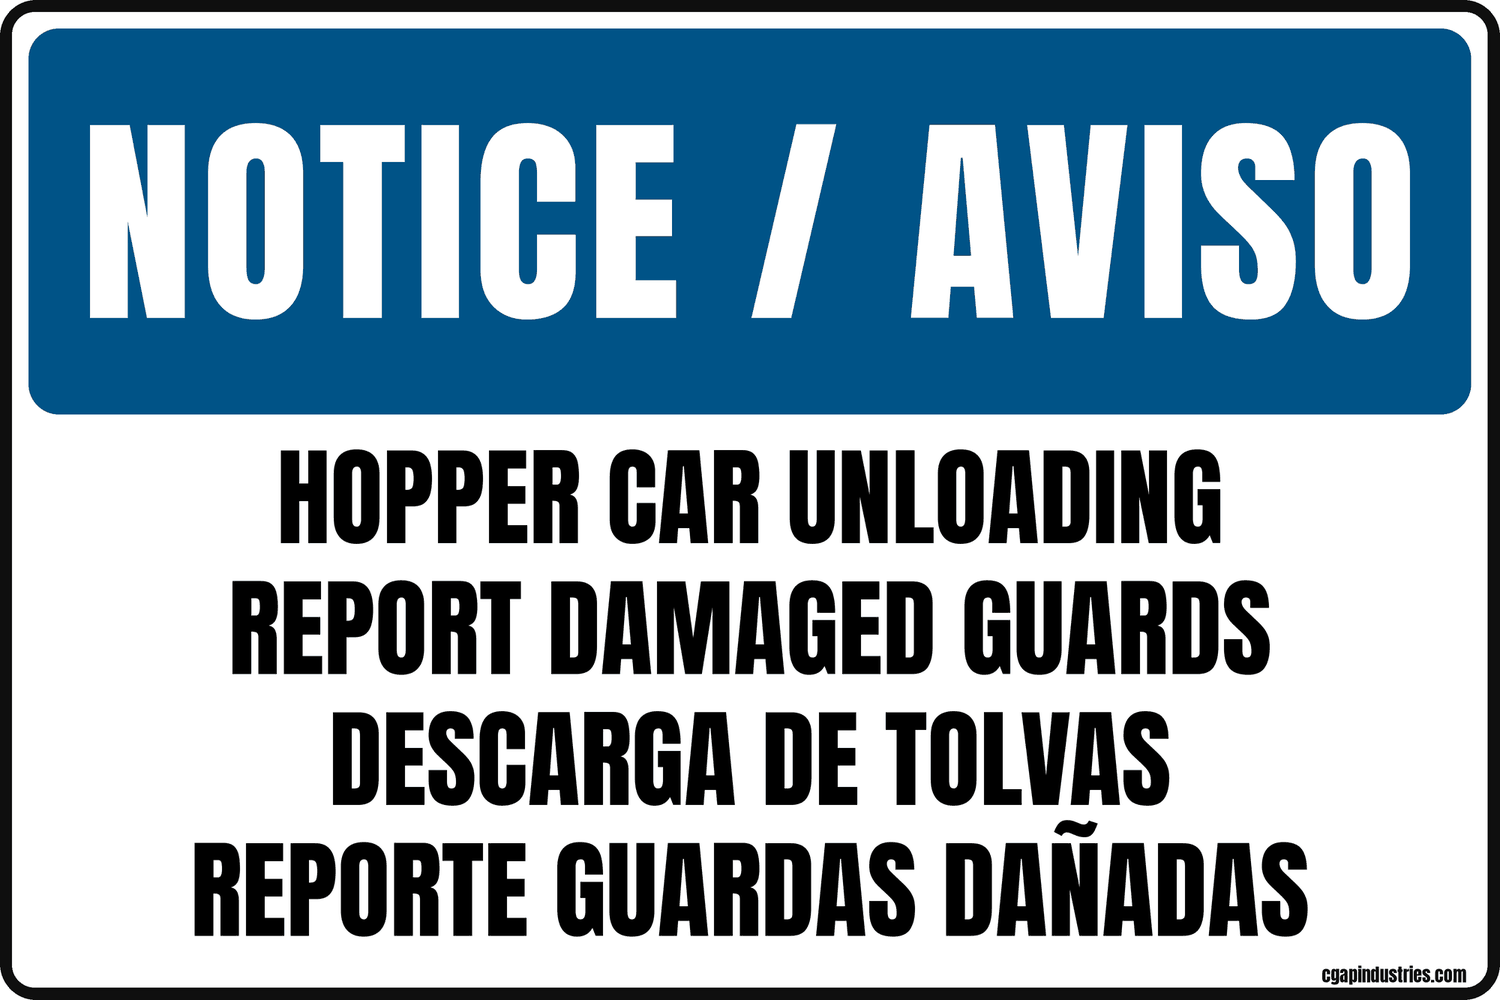 NOTICE / AVISO
HOPPER CAR UNLOADING
REPORT DAMAGED GUARDS
DESCARGA DE TOLVAS
REPORTE GUARDAS DAÑADAS
cgapindustries.com